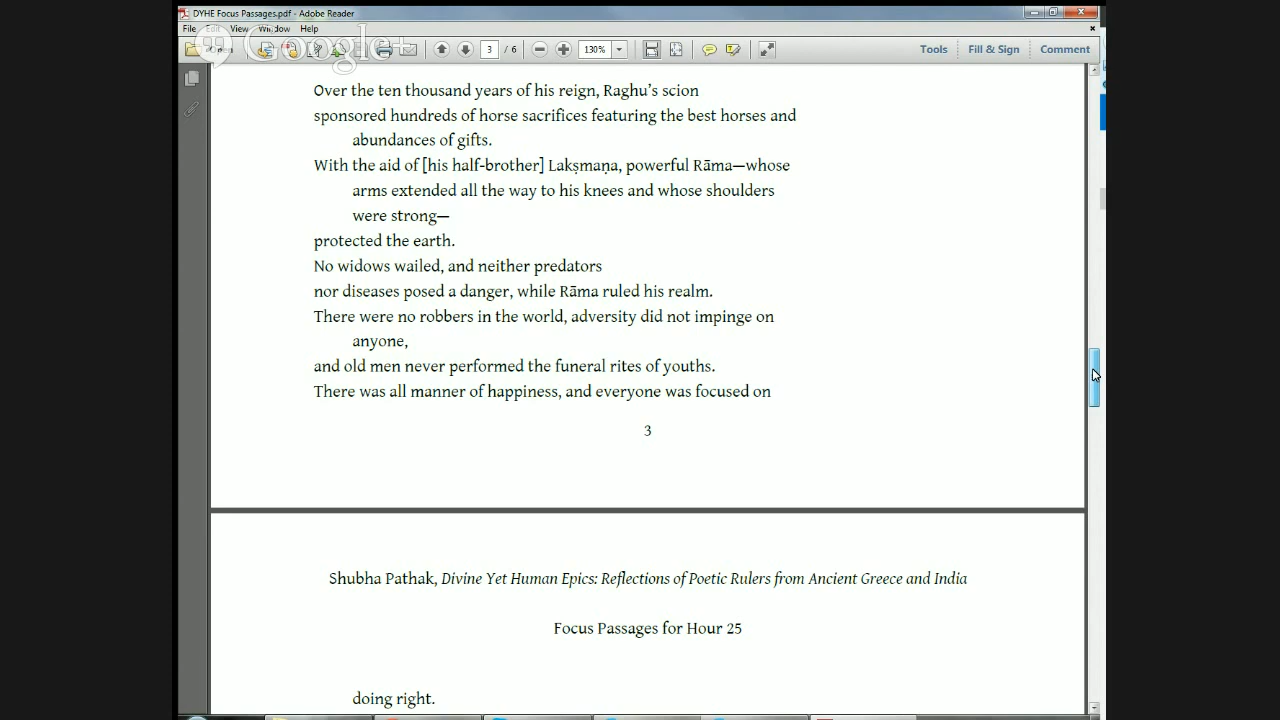 DYHE Focus Passages.pdf - Adobe Reader
File Edit View Window Help
Google+
Open 3 / 6 130% Tools Fill & Sign Comment
Over the ten thousand years of his reign, Raghu’s scion
sponsored hundreds of horse sacrifices featuring the best horses and
abundances of gifts.
With the aid of [his half-brother] Lakṣmaṇa, powerful Rāma—whose
arms extended all the way to his knees and whose shoulders
were strong—
protected the earth.
No widows wailed, and neither predators
nor diseases posed a danger, while Rāma ruled his realm.
There were no robbers in the world, adversity did not impinge on
anyone,
and old men never performed the funeral rites of youths.
There was all manner of happiness, and everyone was focused on
3
Shubha Pathak, Divine Yet Human Epics: Reflections of Poetic Rulers from Ancient Greece and India
Focus Passages for Hour 25
doing right.